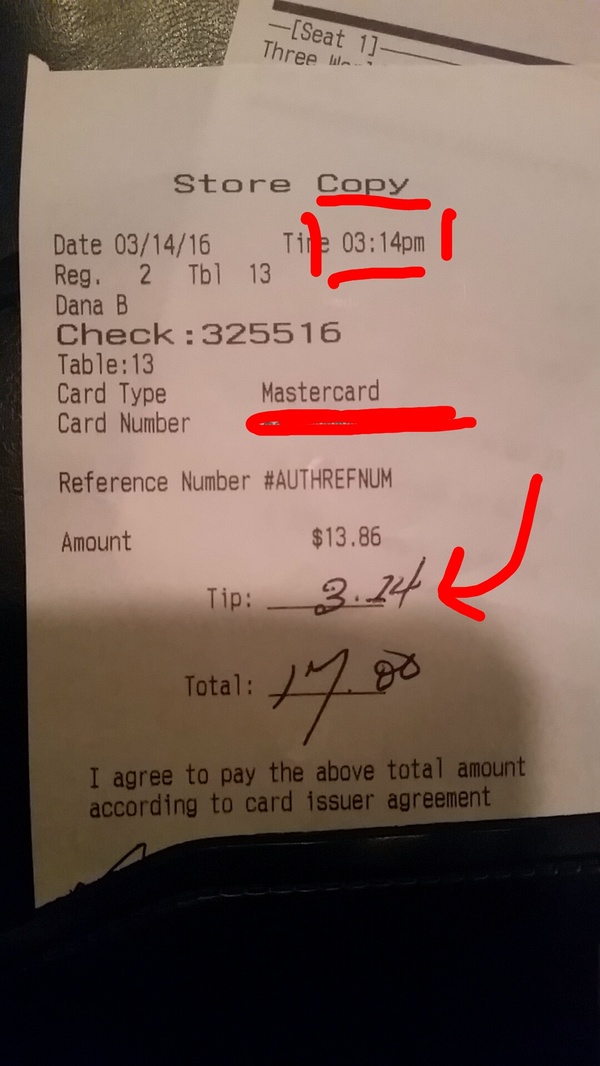 [Seat 1]
Three
Store Copy
Date 03/14/16 Time 03:14pm
Reg. 2 Tbl 13
Dana B
Check:325516
Table:13
Card Type Mastercard
Card Number
Reference Number #AUTHREFNUM
Amount $13.86
Tip: 3.14
Total: 17.00
I agree to pay the above total amount
according to card issuer agreement